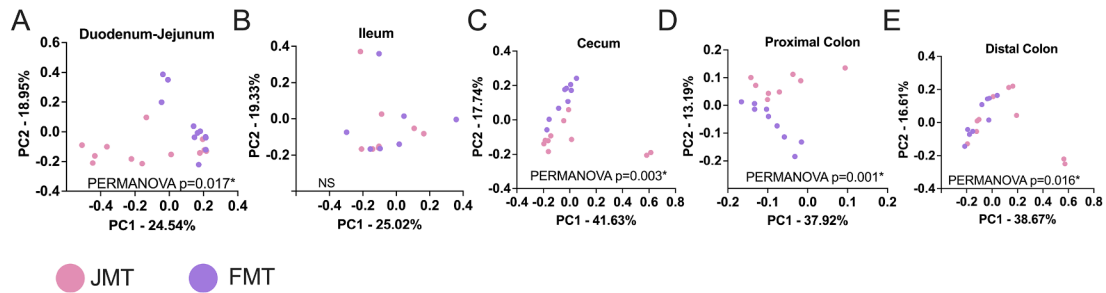 A
Duodenum-Jejunum
0.6
0.4
0.2
0.0
-0.2
-0.4
PC2 - 18.95%
PERMANOVA p=0.017*
-0.4 -0.2 0.0 0.2 0.4
PC1 - 24.54%
B
Ileum
0.4
0.2
0.0
-0.2
PC2 - 19.33%
NS
-0.4 -0.2 0.0 0.2 0.4
PC1 - 25.02%
C
Cecum
0.4
0.2
0.0
-0.2
-0.4
PC2 - 17.74%
PERMANOVA p=0.003*
-0.4 -0.2 0.0 0.2 0.4 0.6 0.8
PC1 - 41.63%
D
Proximal Colon
0.2
0.1
0.0
-0.1
-0.2
PC2 - 13.19%
PERMANOVA p=0.001*
-0.2 -0.1 0.0 0.1 0.2
PC1 - 37.92%
E
Distal Colon
0.4
0.2
0.0
-0.2
-0.4
PC2 - 16.61%
PERMANOVA p=0.016*
-0.4 -0.2 0.0 0.2 0.4 0.6 0.8
PC1 - 38.67%
JMT
FMT